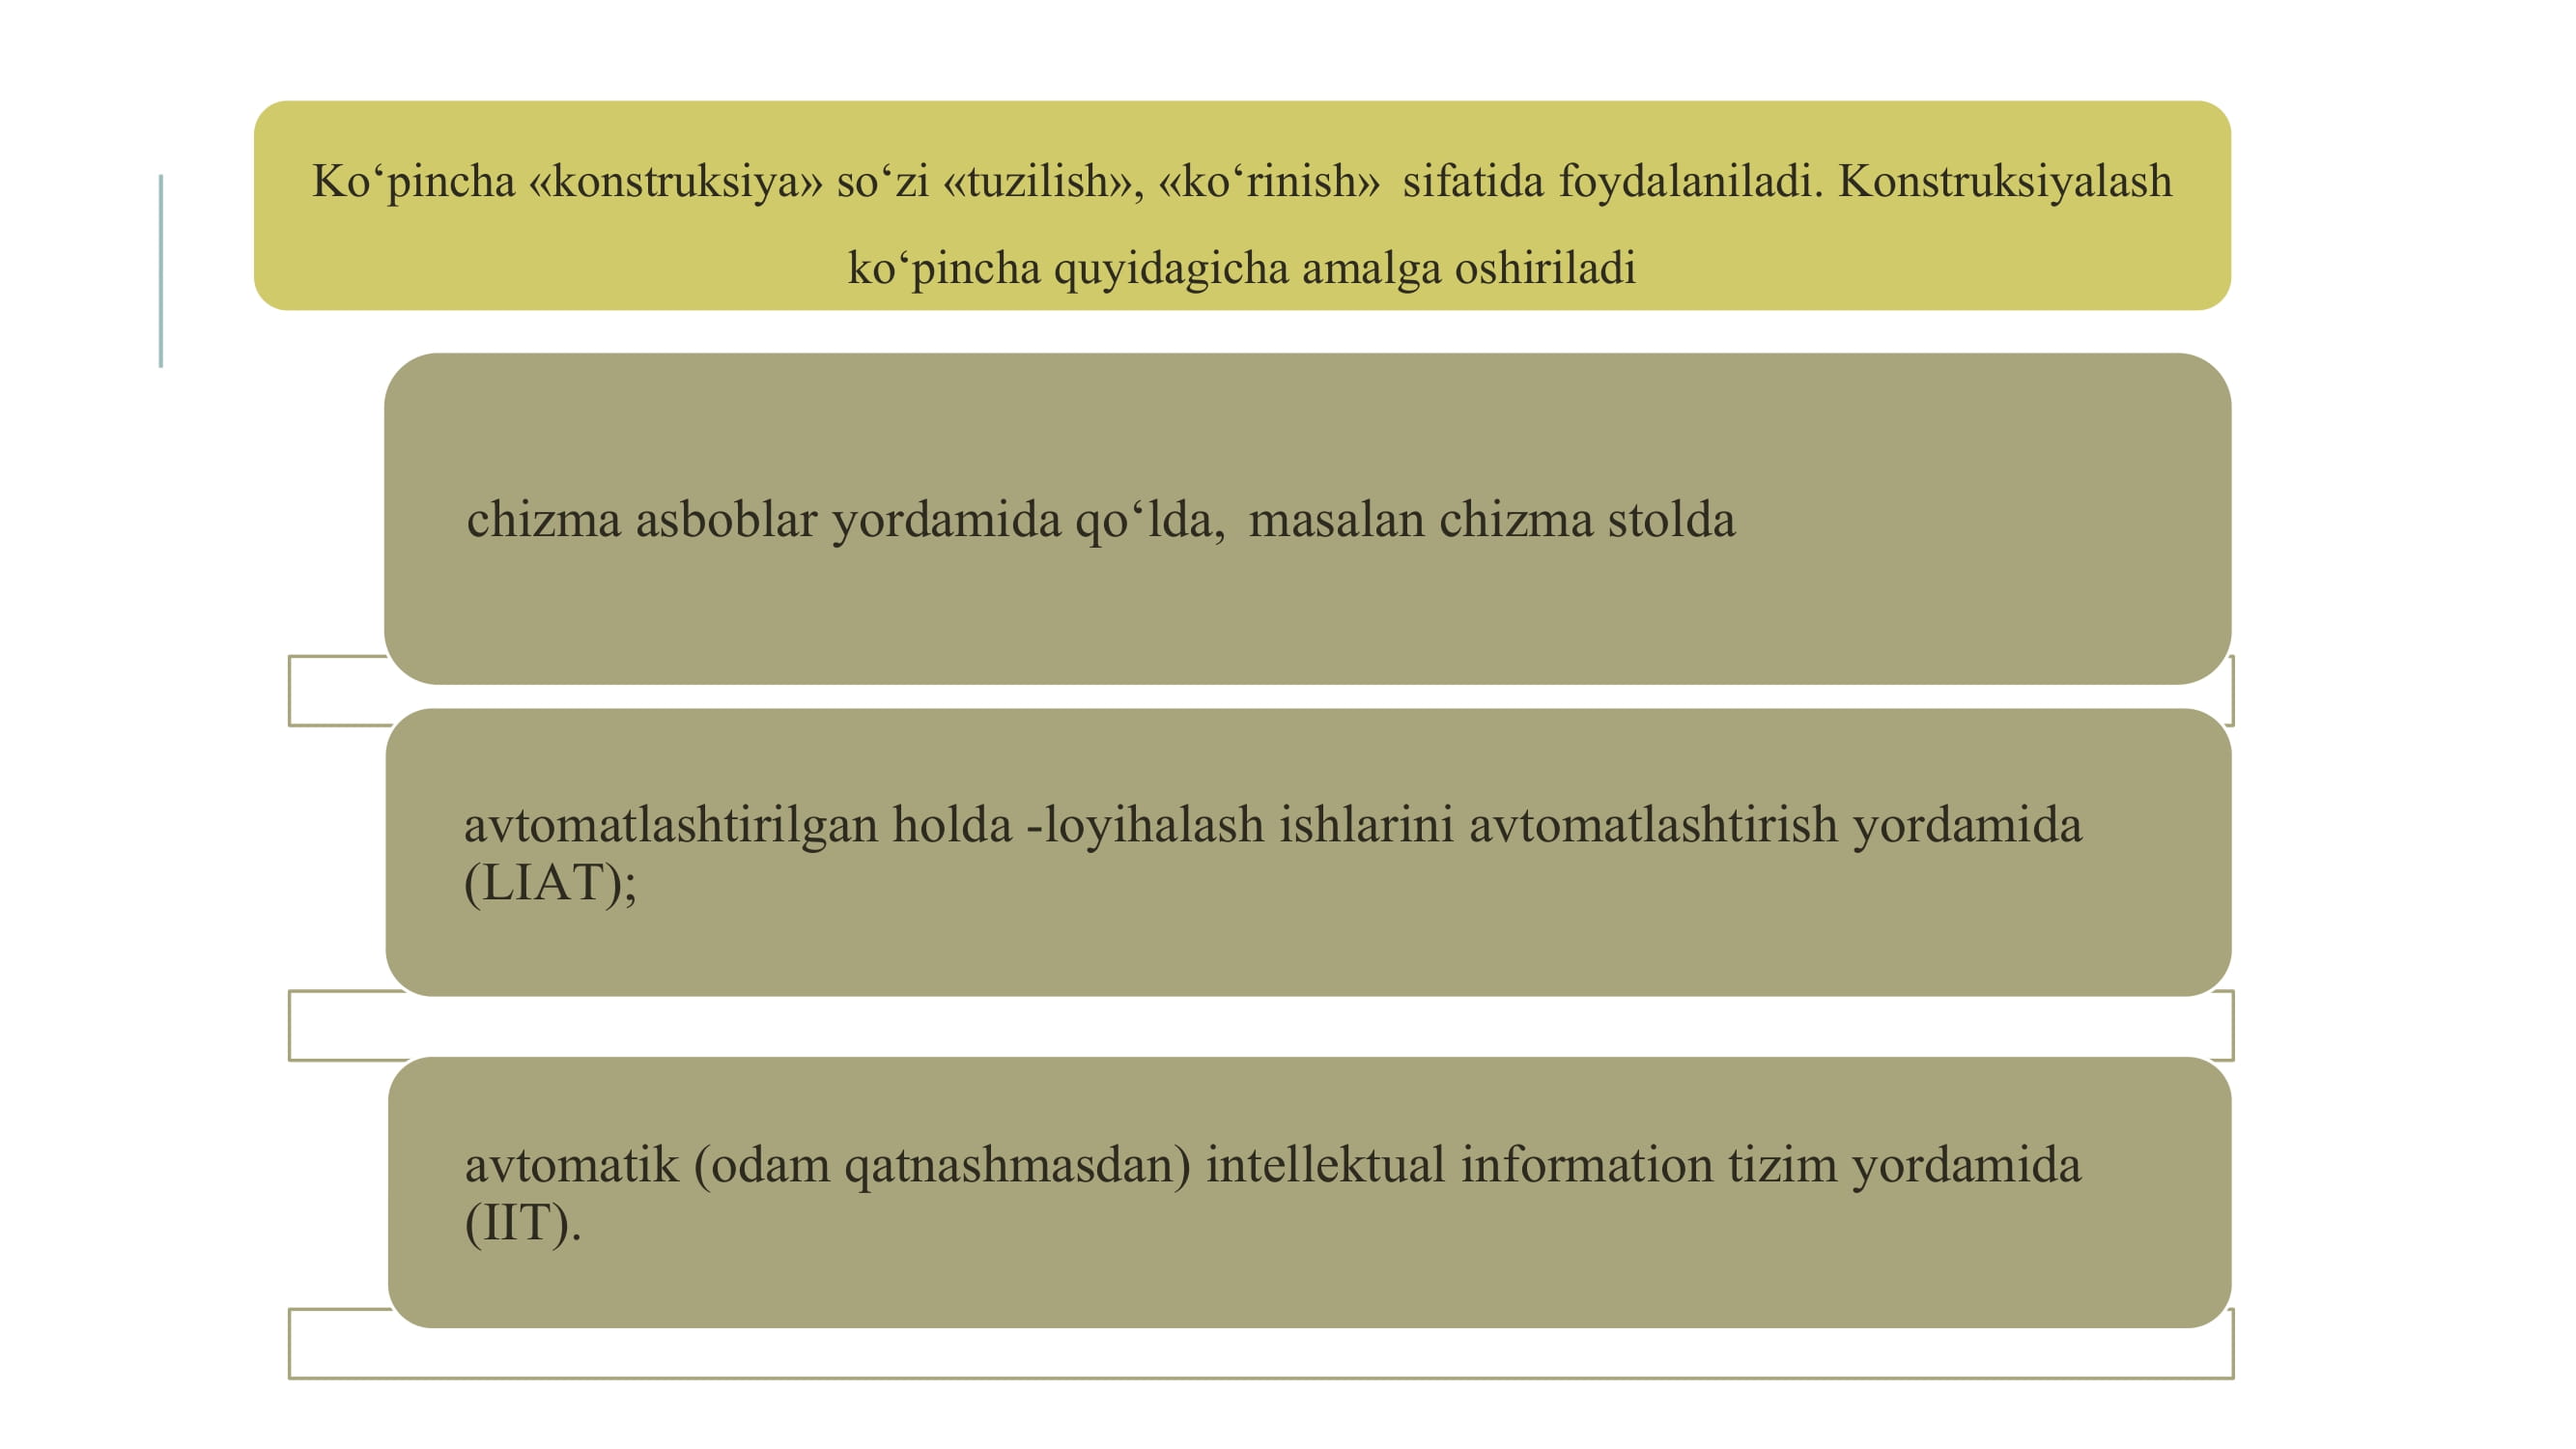 Ko‘pincha «konstruksiya» so‘zi «tuzilish», «ko‘rinish»  sifatida foydalaniladi. Konstruksiyalash
ko‘pincha quyidagicha amalga oshiriladi
chizma asboblar yordamida qo‘lda,  masalan chizma stolda
avtomatlashtirilgan holda -loyihalash ishlarini avtomatlashtirish yordamida
(LIAT);
avtomatik (odam qatnashmasdan) intellektual information tizim yordamida
(IIT).